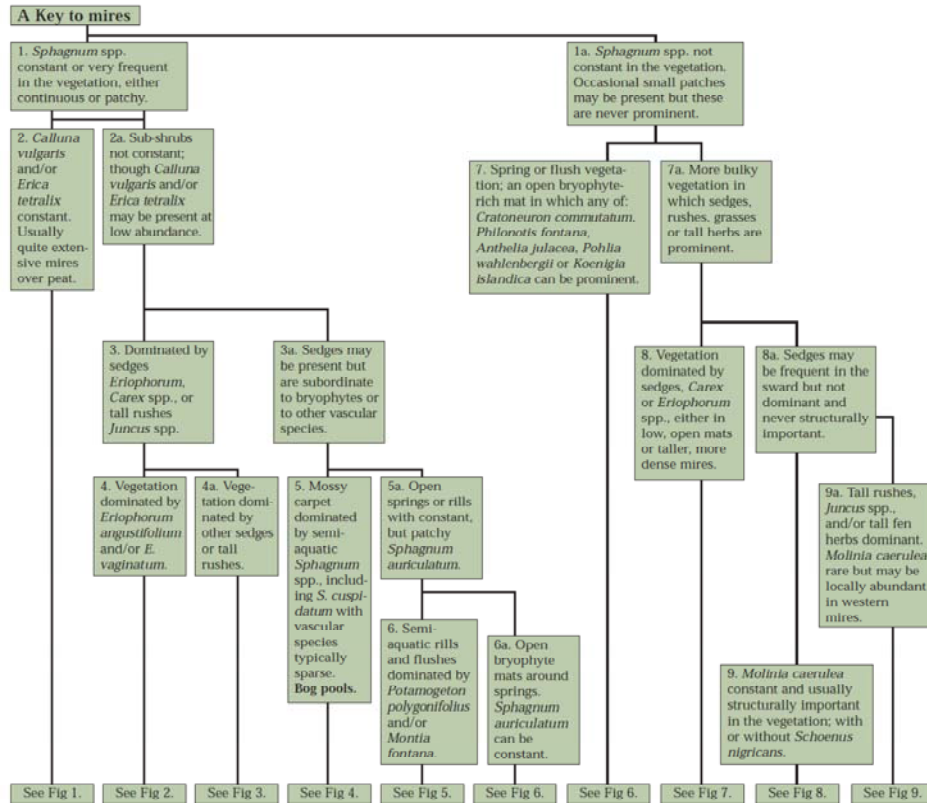 A Key to mires
1. Sphagnum spp.
constant or very frequent
in the vegetation, either
continuous or patchy.
1a. Sphagnum spp. not
constant in the vegetation.
Occasional small patches
may be present but these
are never prominent.
2. Calluna
vulgaris
and/or
Erica
tetralix
constant.
Usually
quite exten-
sive mires
over peat.
2a. Sub-shrubs
not constant;
though Calluna
vulgaris and/or
Erica tetralix
may be present at
low abundance.
7. Spring or flush vegeta-
tion; an open bryophyte-
rich mat in which any of:
Cratoneuron commutatum.
Philonotis fontana,
Anthelia julacea, Pohlia
wahlenbergii or Koenigia
islandica can be prominent.
7a. More bulky
vegetation in
which sedges,
rushes. grasses
or tall herbs are
prominent.
3. Dominated by
sedges
Eriophorum,
Carex spp., or
tall rushes
Juncus spp.
3a. Sedges may
be present but
are subordinate
to bryophytes or
to other vascular
species.
8. Vegetation
dominated by
sedges, Carex
or Eriophorum
spp., either in
low, open mats
or taller, more
dense mires.
8a. Sedges may
be frequent in the
sward but not
dominant and
never structurally
important.
4. Vegetation
dominated by
Eriophorum
angustifolium
and/or E.
vaginatum.
4a. Vege-
tation domi-
nated by
other sedges
or tall
rushes.
5. Mossy
carpet
dominated
by semi-
aquatic
Sphagnum
spp., includ-
ing S. cuspi-
datum with
vascular
species
typically
sparse.
Bog pools.
5a. Open
springs or rills
with constant,
but patchy
Sphagnum
auriculatum.
9a. Tall rushes,
Juncus spp.,
and/or tall fen
herbs dominant.
Molinia caerulea
rare but may be
locally abundant
in western
mires.
6. Semi-
aquatic rills
and flushes
dominated by
Potamogeton
polygonifolius
and/or
Montia
fontana.
6a. Open
bryophyte
mats around
springs.
Sphagnum
auriculatum
can be
constant.
9. Molinia caerulea
constant and usually
structurally important
in the vegetation; with
or without Schoenus
nigricans.
See Fig 1.
See Fig 2.
See Fig 3.
See Fig 4.
See Fig 5.
See Fig 6.
See Fig 6.
See Fig 7.
See Fig 8.
See Fig 9.